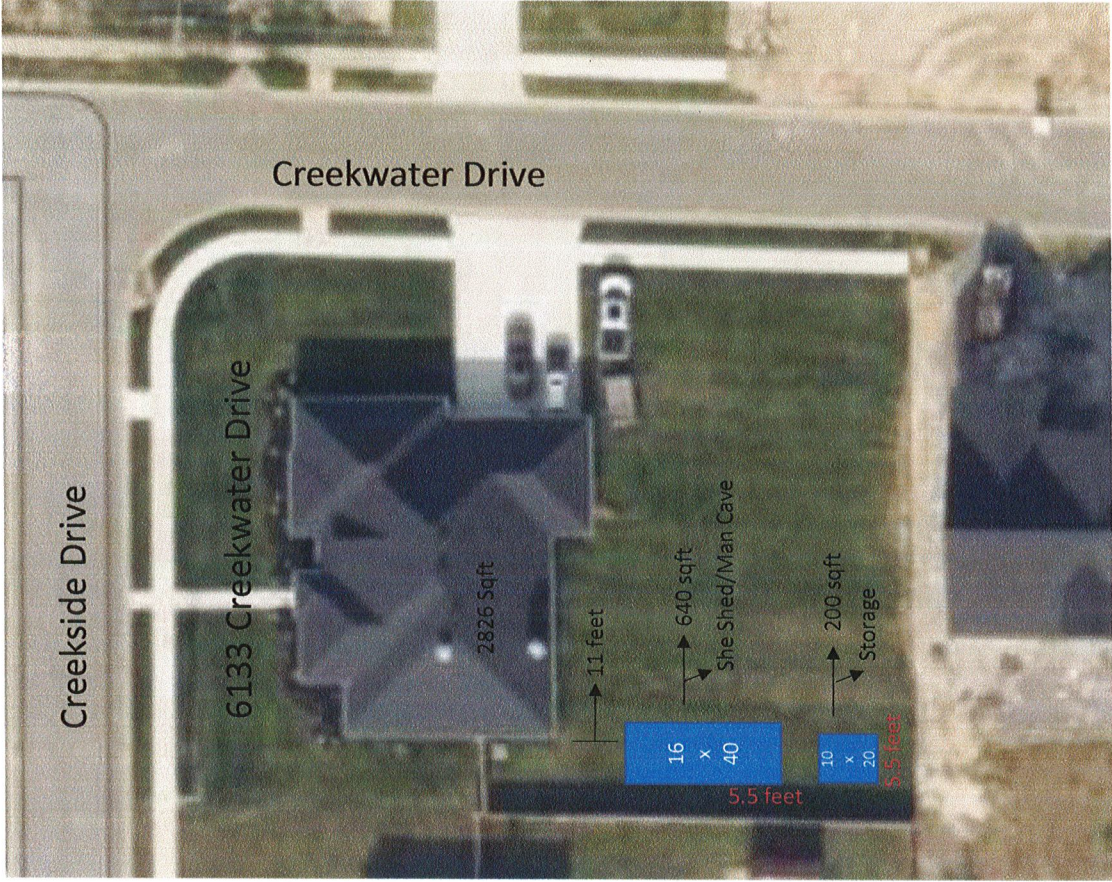 Creekwater Drive
Creekside Drive
6133 Creekwater Drive
2826 Sqft
11 feet
640 sqft
She Shed/Man Cave
200 sqft
Storage
16
x
40
10
x
20
5.5 feet
5.5 feet